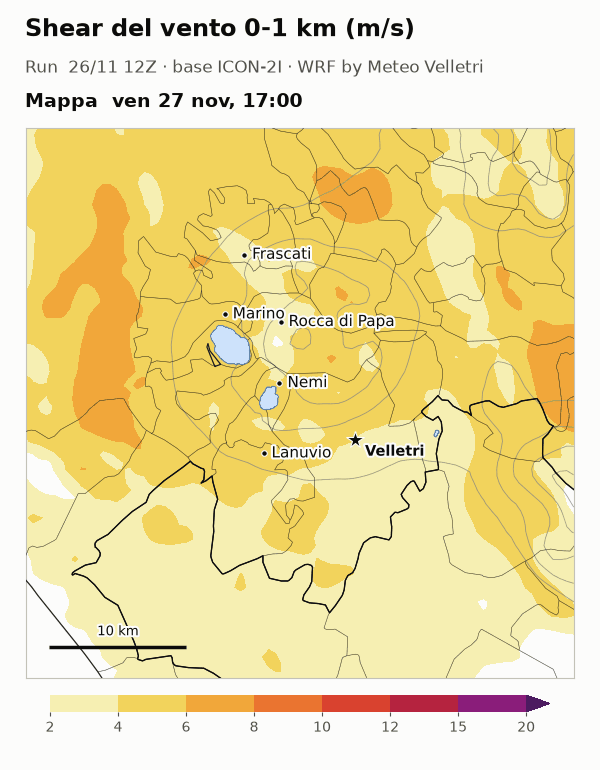 Shear del vento 0-1 km (m/s)
Run  26/11 12Z · base ICON-2I · WRF by Meteo Velletri
Mappa  ven 27 nov, 17:00
Frascati
Marino
Rocca di Papa
Nemi
Velletri
Lanuvio
10 km
2 4 6 8 10 12 15 20